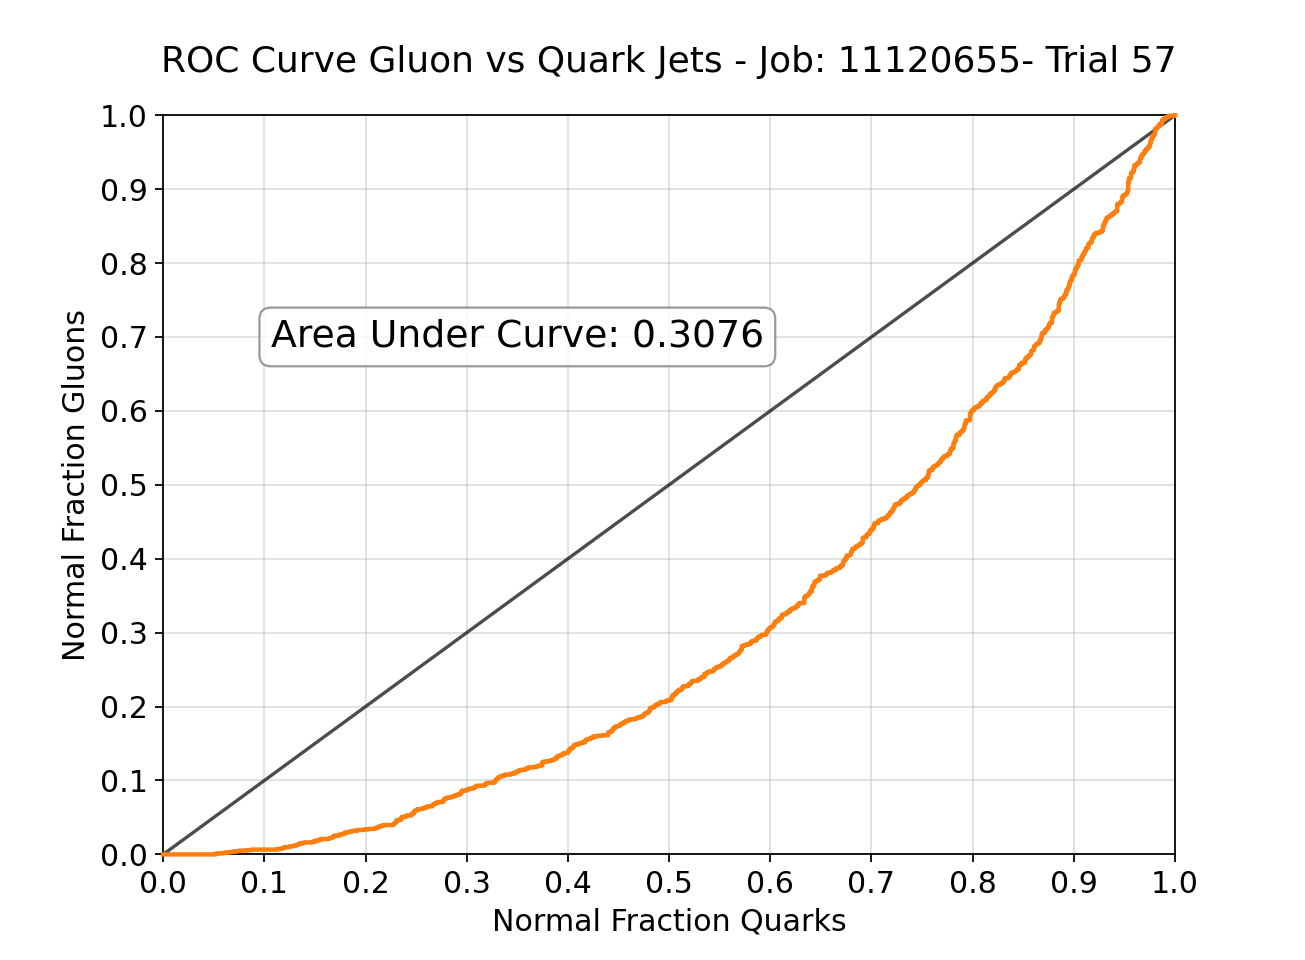 ROC Curve Gluon vs Quark Jets - Job: 11120655- Trial 57
1.0
0.9
0.8
Area Under Curve: 0.3076
0.7
0.6
0.5
0.4
0.3
0.2
0.1
0.0
Normal Fraction Gluons
0.0 0.1 0.2 0.3 0.4 0.5 0.6 0.7 0.8 0.9 1.0
Normal Fraction Quarks